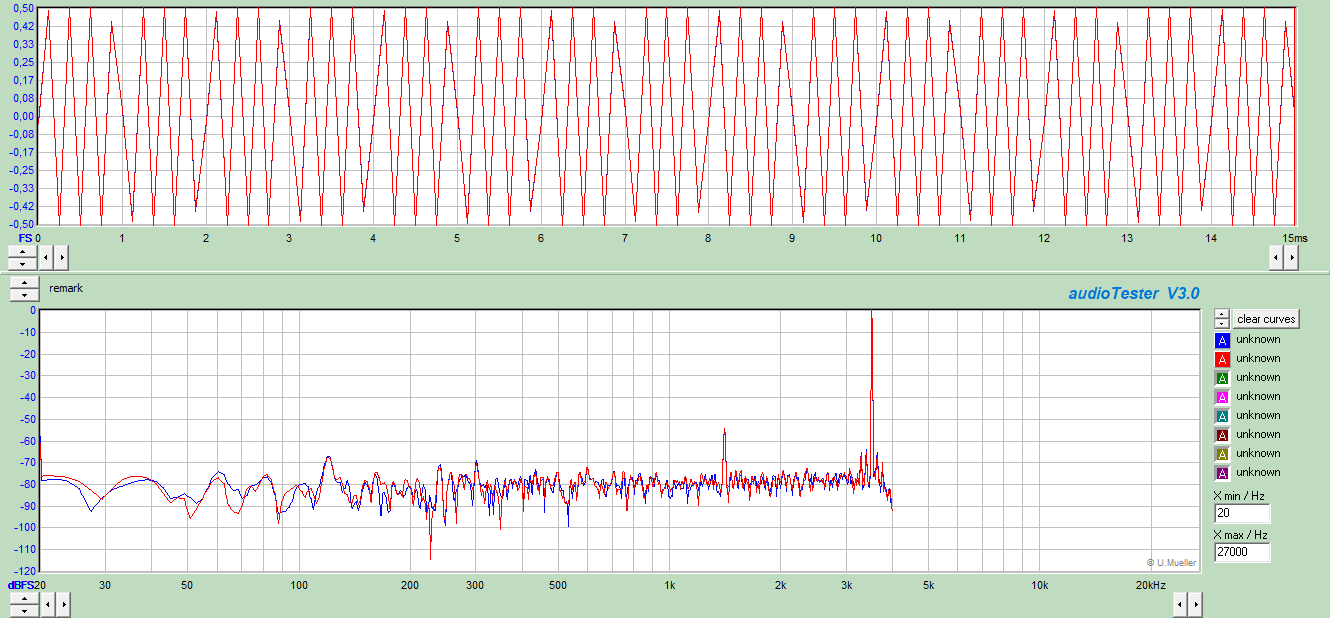 0,50
0,42
0,33
0,25
0,17
0,08
0,00
-0,08
-0,17
-0,25
-0,33
-0,42
-0,50
FS 0 1 2 3 4 5 6 7 8 9 10 11 12 13 14 15ms
remark
audioTester V3.0
0
-10
-20
-30
-40
-50
-60
-70
-80
-90
-100
-110
-120
© U.Mueller
dBFS 20 30 50 100 200 300 500 1k 2k 3k 5k 10k 20kHz
clear curves
A unknown
A unknown
A unknown
A unknown
A unknown
A unknown
A unknown
A unknown
X min / Hz
20
X max / Hz
27000